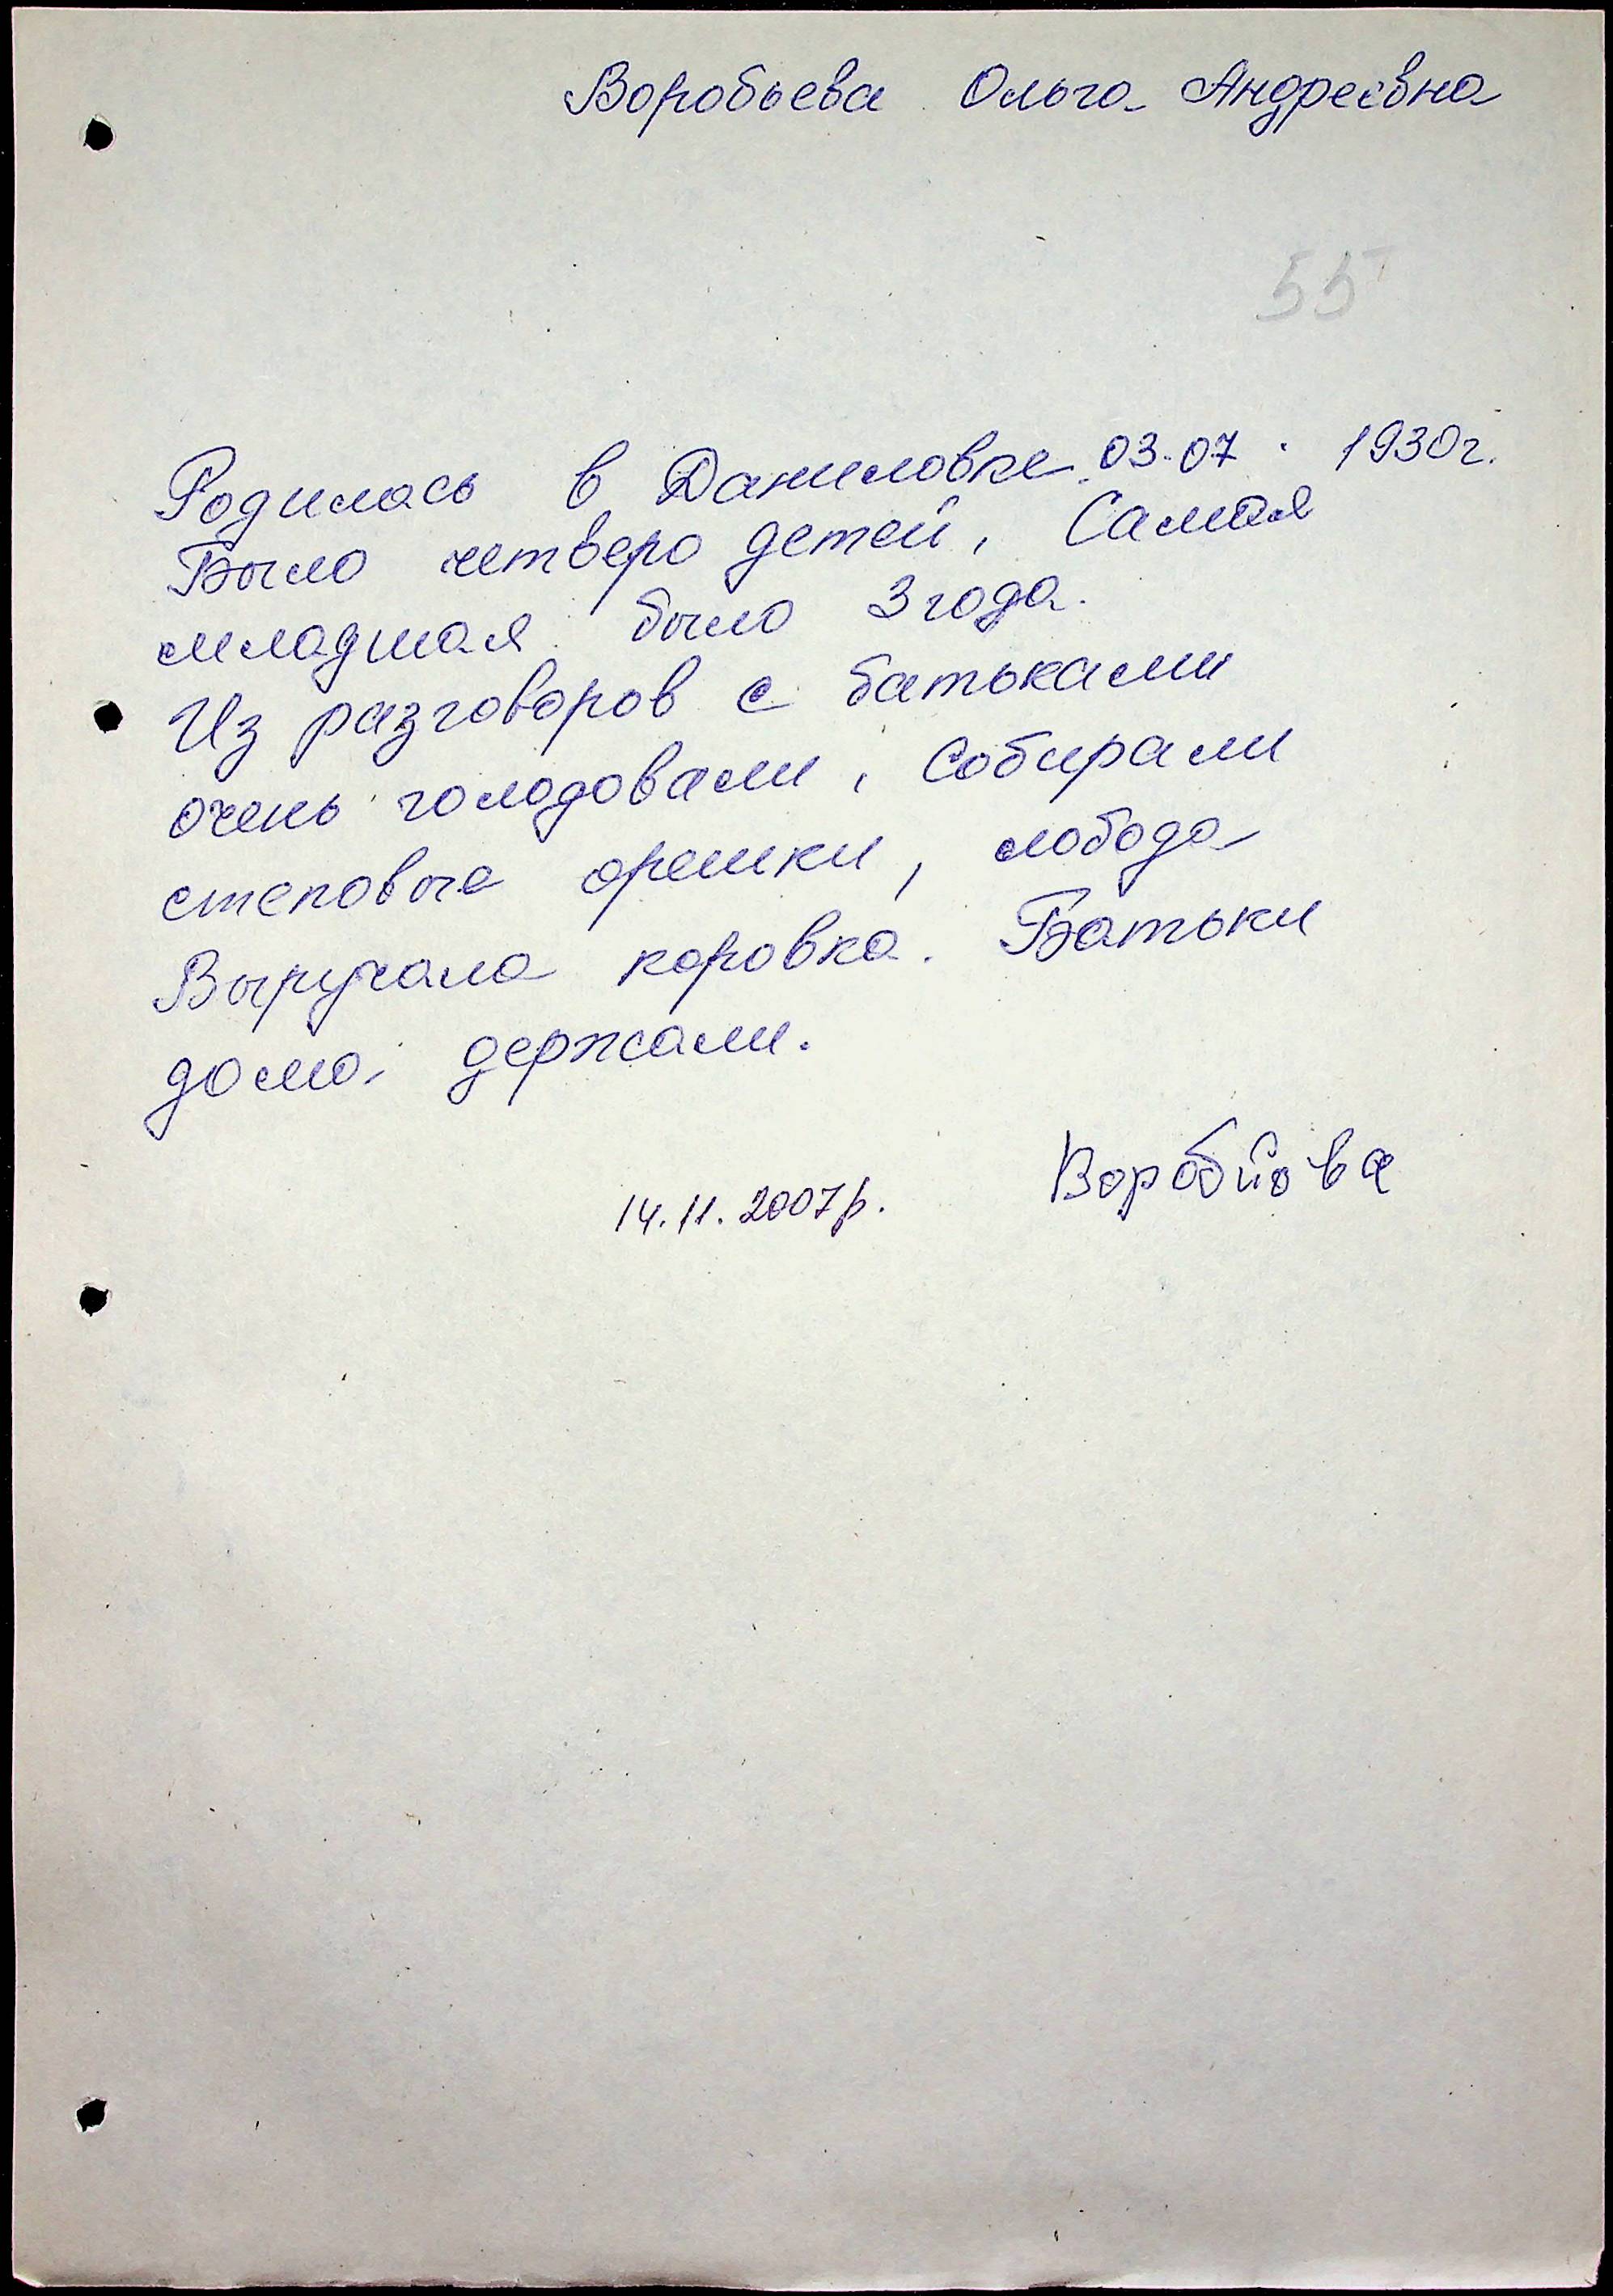 Воробьева Ольга Андреевна
55
Родилась в Даниловке 03.07. 1930г.
Было четверо детей, Самая
младшая было 3 года.
Из разговоров с батьками
очень голодовали, собирали
степовые орешки, лобода
Выручала коровка. Батьки
дома держали.
14.11.2007р. Воробйова